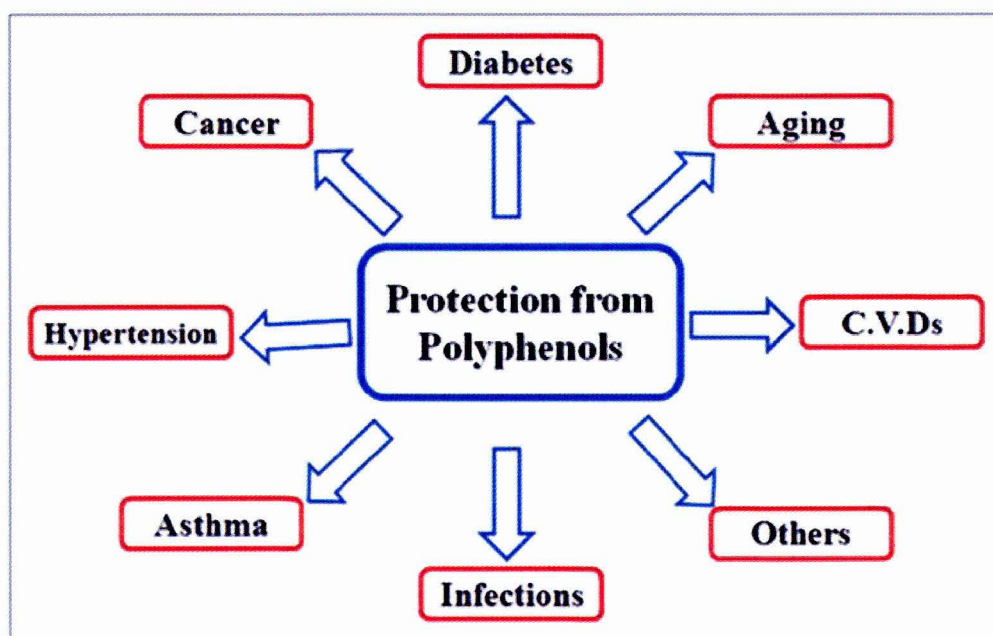 Diabetes
Cancer
Aging
Protection from
Polyphenols
Hypertension
C.V.Ds
Asthma
Others
Infections